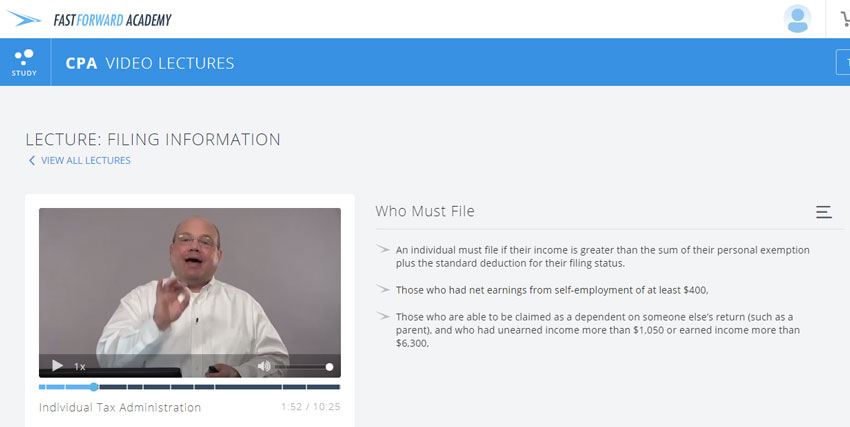 FAST FORWARD ACADEMY
STUDY
CPA VIDEO LECTURES
LECTURE: FILING INFORMATION
VIEW ALL LECTURES
Who Must File
An individual must file if their income is greater than the sum of their personal exemption
plus the standard deduction for their filing status.
Those who had net earnings from self-employment of at least $400,
Those who are able to be claimed as a dependent on someone else's return (such as a
parent), and who had unearned income more than $1,050 or earned income more than
$6,300,
1x
Individual Tax Administration
1:52 / 10:25